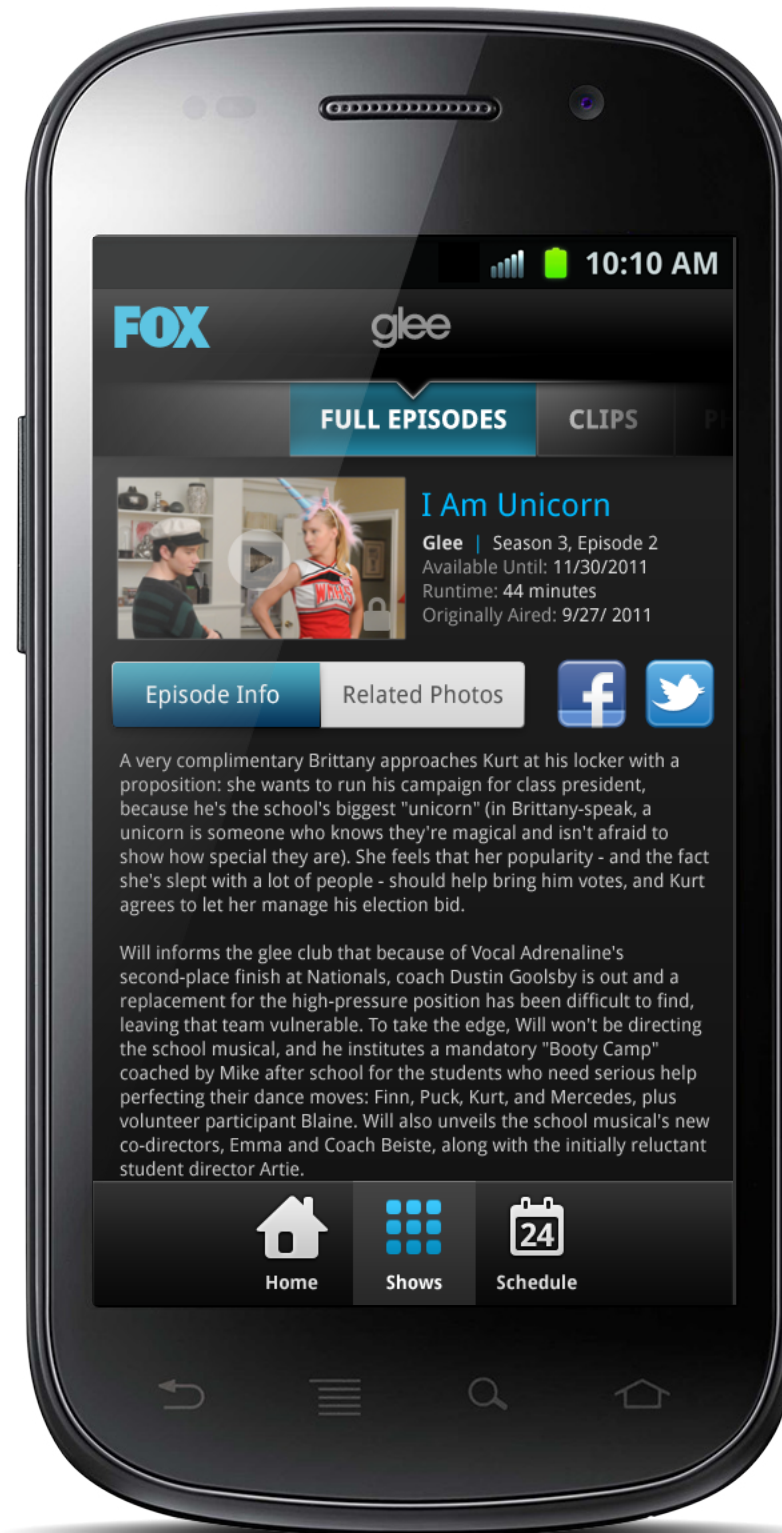 10:10 AM
FOX
glee
FULL EPISODES
CLIPS
I Am Unicorn
Glee | Season 3, Episode 2
Available Until: 11/30/2011
Runtime: 44 minutes
Originally Aired: 9/27/ 2011
Episode Info
Related Photos
A very complimentary Brittany approaches Kurt at his locker with a
proposition: she wants to run his campaign for class president,
because he's the school's biggest "unicorn" (in Brittany-speak, a
unicorn is someone who knows they're magical and isn't afraid to
show how special they are). She feels that her popularity - and the fact
she's slept with a lot of people - should help bring him votes, and Kurt
agrees to let her manage his election bid.
Will informs the glee club that because of Vocal Adrenaline's
second-place finish at Nationals, coach Dustin Goolsby is out and a
replacement for the high-pressure position has been difficult to find,
leaving that team vulnerable. To take the edge, Will won't be directing
the school musical, and he institutes a mandatory "Booty Camp"
coached by Mike after school for the students who need serious help
perfecting their dance moves: Finn, Puck, Kurt, and Mercedes, plus
volunteer participant Blaine. Will also unveils the school musical's new
co-directors, Emma and Coach Beiste, along with the initially reluctant
student director Artie.
24
Home
Shows
Schedule